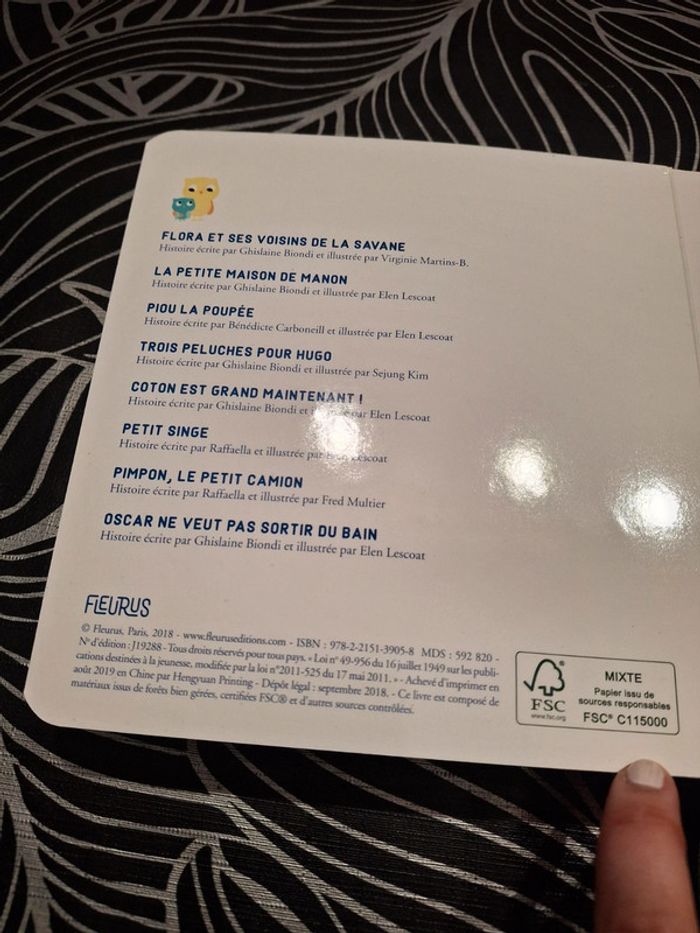 FLORA ET SES VOISINS DE LA SAVANE
Histoire écrite par Ghislaine Biondi et illustrée par Virginie Martins-B.
LA PETITE MAISON DE MANON
Histoire écrite par Ghislaine Biondi et illustrée par Elen Lescoat
PIOU LA POUPÉE
Histoire écrite par Bénédicte Carboneill et illustrée par Elen Lescoat
TROIS PELUCHES POUR HUGO
Histoire écrite par Ghislaine Biondi et illustrée par Sejung Kim
COTON EST GRAND MAINTENANT !
Histoire écrite par Ghislaine Biondi et illustrée par Elen Lescoat
PETIT SINGE
Histoire écrite par Raffaella et illustrée par Elen Lescoat
PIMPON, LE PETIT CAMION
Histoire écrite par Raffaella et illustrée par Fred Multier
OSCAR NE VEUT PAS SORTIR DU BAIN
Histoire écrite par Ghislaine Biondi et illustrée par Elen Lescoat
FLEURUS
© Fleurus, Paris, 2018 - www.fleuruseditions.com - ISBN : 978-2-2151-3905-8 MDS : 592 820 -
N° d'édition : J19288 - Tous droits réservés pour tous pays. « Loi n° 49-956 du 16 juillet 1949 sur les publi-
cations destinées à la jeunesse, modifiée par la loi n°2011-525 du 17 mai 2011. » - Achevé d'imprimer en
août 2019 en Chine par Hengyuan Printing - Dépôt légal : septembre 2018. - Ce livre est composé de
matériaux issus de forêts bien gérées, certifiées FSC® et d'autres sources contrôlées.
FSC
www.fsc.org
MIXTE
Papier issu de
sources responsables
FSC® C115000